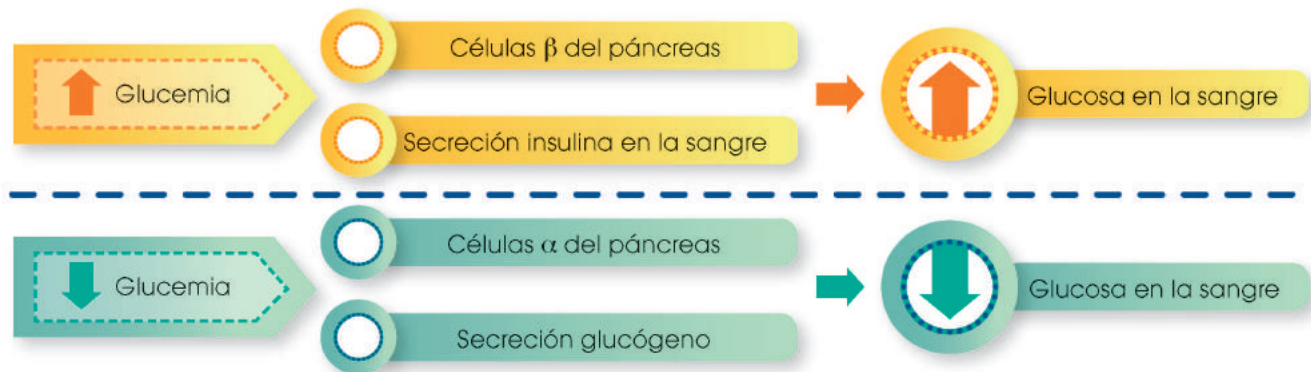 Glucemia
Células β del páncreas
Secreción insulina en la sangre
Glucosa en la sangre
Glucemia
Células α del páncreas
Secreción glucógeno
Glucosa en la sangre